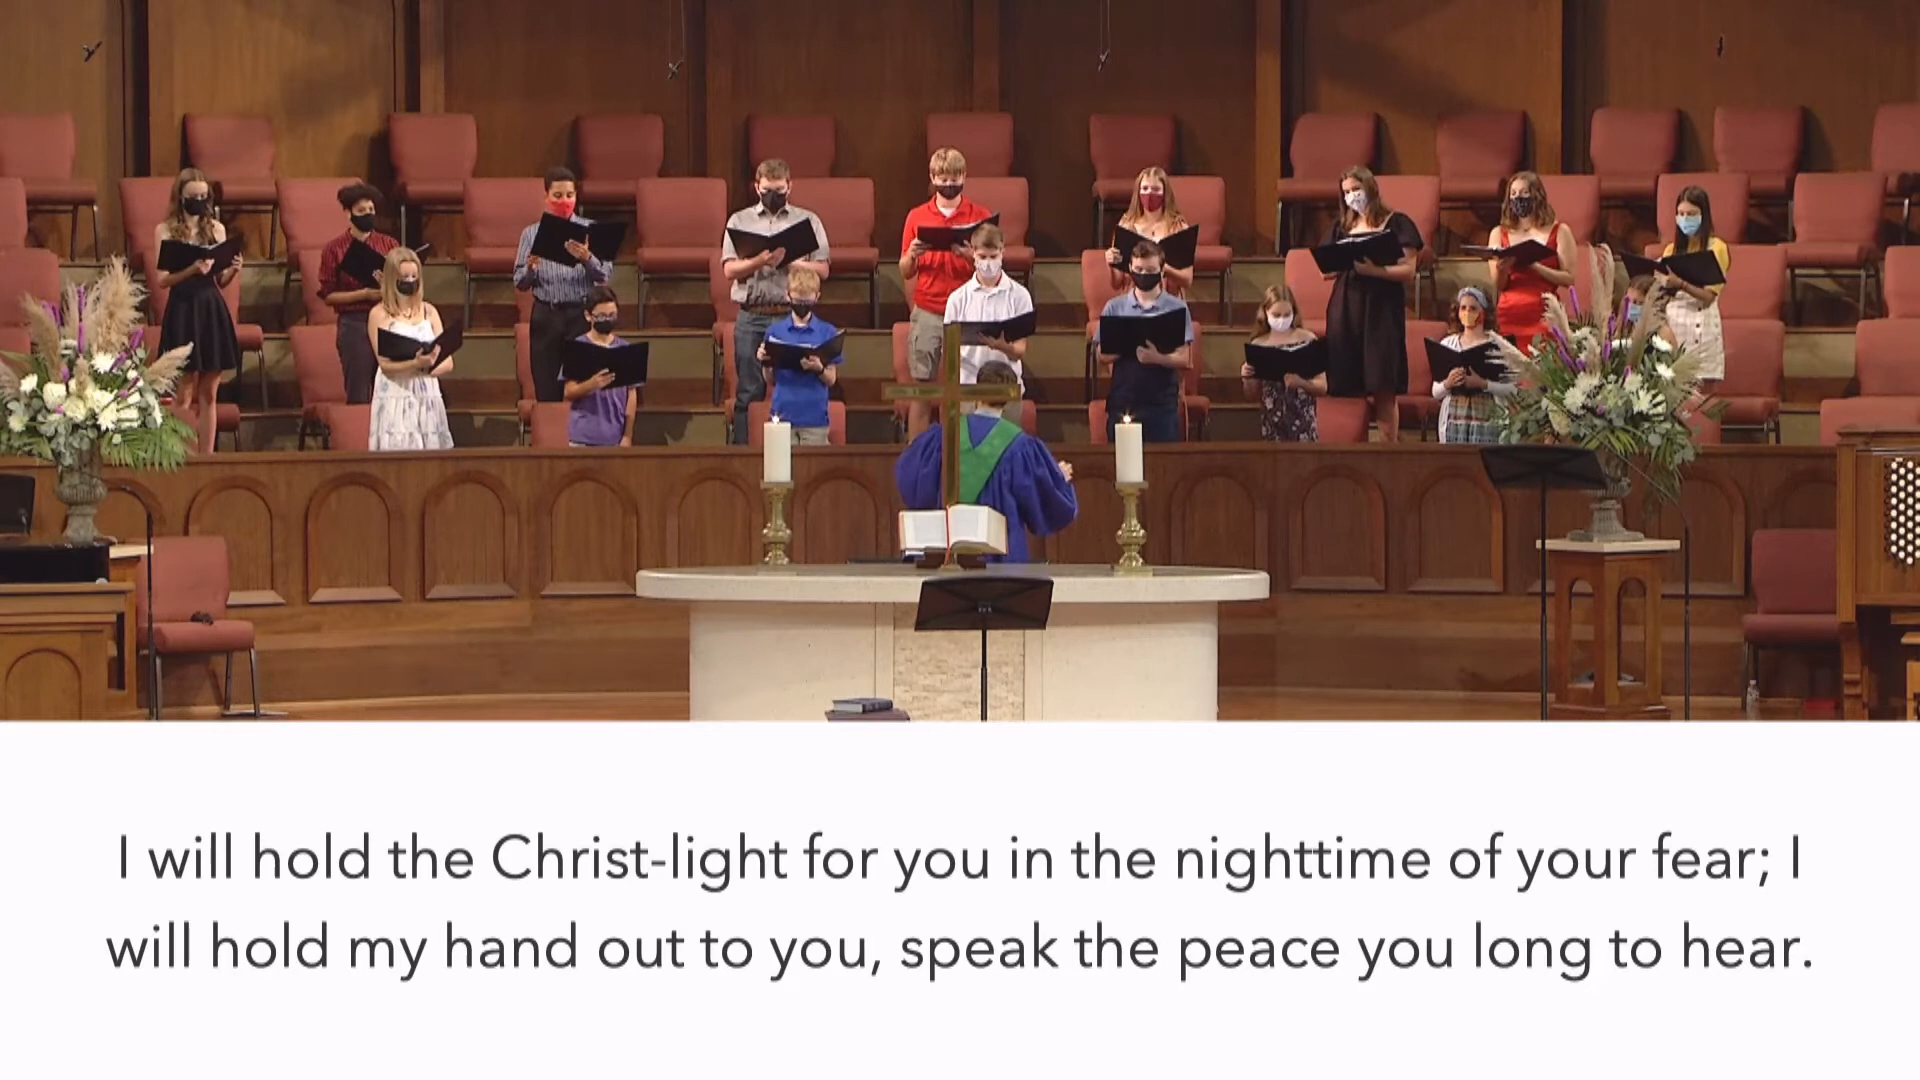 I will hold the Christ-light for you in the nighttime of your fear; I
will hold my hand out to you, speak the peace you long to hear.